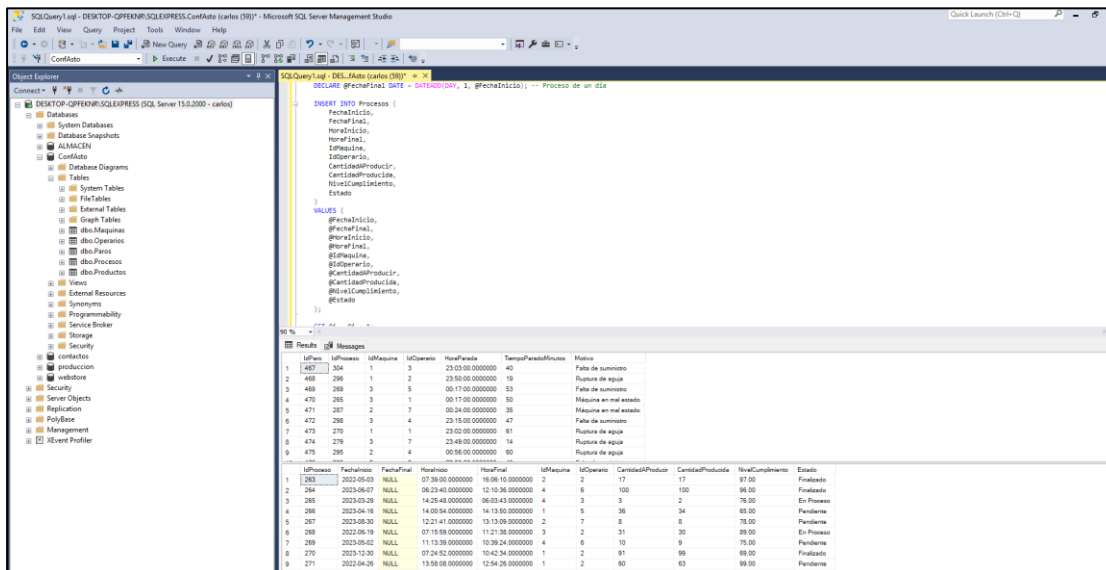 SQLQuery1.sql - DESKTOP-QPFEKNR\SQLEXPRESS.ConfAsto (carlos (59))* - Microsoft SQL Server Management Studio
Quick Launch (Ctrl+Q)
File Edit View Query Project Tools Window Help
New Query
ConfAsto
Execute
Object Explorer
SQLQuery1.sql - DES...fAsto (carlos (59))*
Connect
DESKTOP-QPFEKNR\SQLEXPRESS (SQL Server 15.0.2000 - carlos)
Databases
System Databases
Database Snapshots
ALMACEN
ConfAsto
Database Diagrams
Tables
System Tables
FileTables
External Tables
Graph Tables
dbo.Maquinas
dbo.Operarios
dbo.Paros
dbo.Procesos
dbo.Productos
Views
External Resources
Synonyms
Programmability
Service Broker
Storage
Security
contactos
produccion
webstore
Security
Server Objects
Replication
PolyBase
Management
XEvent Profiler
DECLARE @FechaFinal DATE = DATEADD(DAY, 1, @FechaInicio); -- Proceso de un día
INSERT INTO Procesos (
FechaInicio,
FechaFinal,
HoraInicio,
HoraFinal,
IdMaquina,
IdOperario,
CantidadAProducir,
CantidadProducida,
NivelCumplimiento,
Estado
)
VALUES (
@FechaInicio,
@FechaFinal,
@HoraInicio,
@HoraFinal,
@IdMaquina,
@IdOperario,
@CantidadAProducir,
@CantidadProducida,
@NivelCumplimiento,
@Estado
);
90 %
Results Messages
IdParo IdProceso IdMaquina IdOperario HoraParada TiempoParadoMinutos Motivo
1 467 304 1 3 23:03:00.0000000 40 Falta de suministro
2 468 296 1 2 23:50:00.0000000 19 Ruptura de aguja
3 469 269 3 5 00:17:00.0000000 53 Falta de suministro
4 470 265 3 1 00:17:00.0000000 50 Máquina en mal estado
5 471 287 2 7 00:24:00.0000000 35 Máquina en mal estado
6 472 298 3 4 23:15:00.0000000 47 Falta de suministro
7 473 270 1 1 23:02:00.0000000 61 Ruptura de aguja
8 474 279 3 7 23:49:00.0000000 14 Ruptura de aguja
9 475 295 2 4 00:56:00.0000000 60 Ruptura de aguja
IdProceso FechaInicio FechaFinal HoraInicio HoraFinal IdMaquina IdOperario CantidadAProducir CantidadProducida NivelCumplimiento Estado
1 263 2022-05-03 NULL 07:39:00.0000000 16:06:10.0000000 2 2 17 17 97.00 Finalizado
2 264 2023-06-07 NULL 06:23:40.0000000 12:10:36.0000000 4 6 100 100 96.00 Finalizado
3 265 2023-03-29 NULL 14:25:48.0000000 06:03:43.0000000 4 3 3 2 76.00 En Proceso
4 266 2023-04-16 NULL 14:00:54.0000000 14:13:50.0000000 1 5 36 34 65.00 Pendiente
5 267 2023-08-30 NULL 12:21:41.0000000 13:13:09.0000000 2 7 8 8 78.00 Pendiente
6 268 2022-06-19 NULL 07:15:59.0000000 11:21:38.0000000 3 2 31 30 89.00 En Proceso
7 269 2023-05-02 NULL 11:13:39.0000000 10:39:24.0000000 4 6 10 9 75.00 Pendiente
8 270 2023-12-30 NULL 07:24:52.0000000 10:42:34.0000000 1 2 91 99 69.00 Finalizado
9 271 2022-04-26 NULL 13:58:08.0000000 12:54:26.0000000 1 2 60 63 99.00 Pendiente